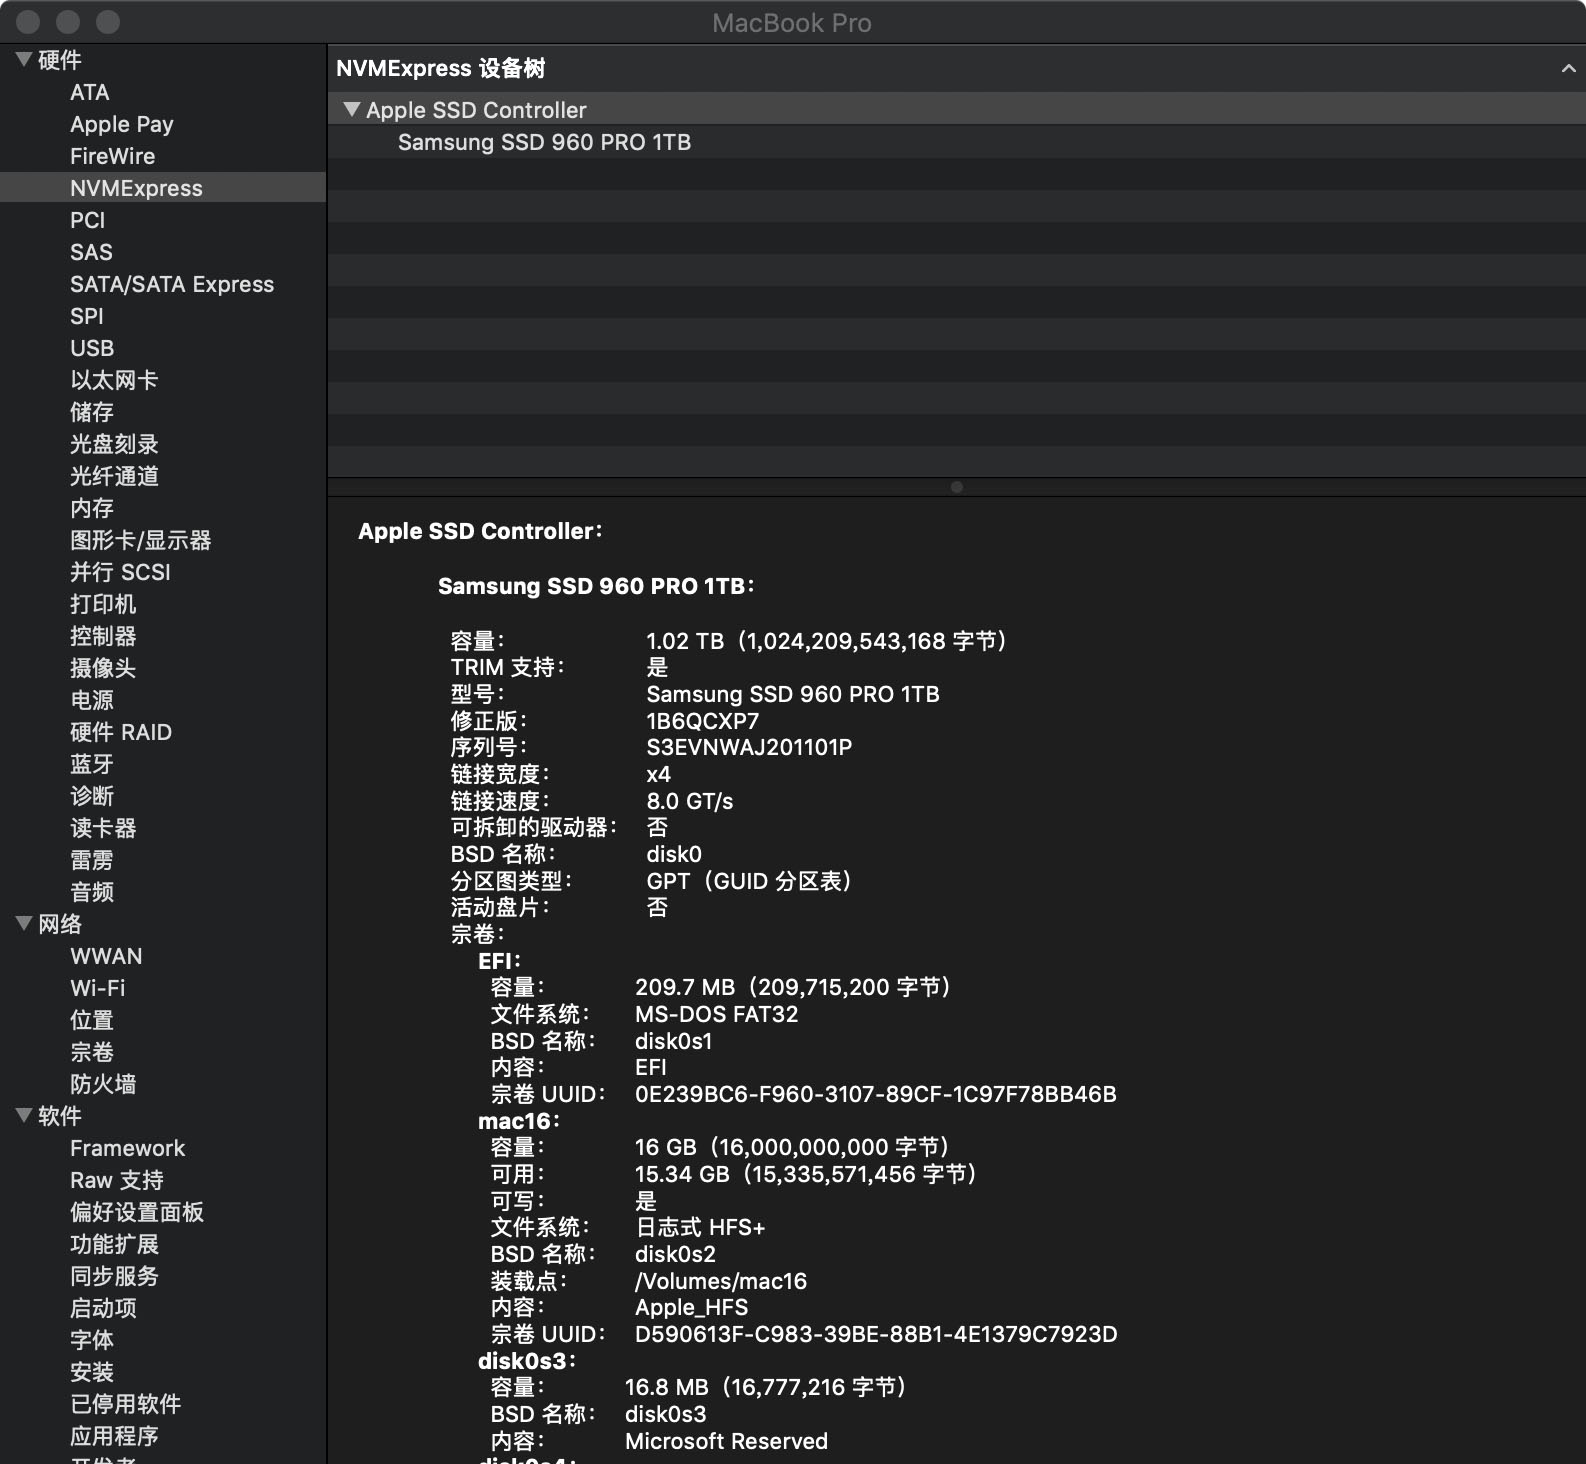 MacBook Pro
硬件
ATA
Apple Pay
FireWire
NVMExpress
PCI
SAS
SATA/SATA Express
SPI
USB
以太网卡
储存
光盘刻录
光纤通道
内存
图形卡/显示器
并行 SCSI
打印机
控制器
摄像头
电源
硬件 RAID
蓝牙
诊断
读卡器
雷雳
音频
网络
WWAN
Wi-Fi
位置
宗卷
防火墙
软件
Framework
Raw 支持
偏好设置面板
功能扩展
同步服务
启动项
字体
安装
已停用软件
应用程序
开发者
NVMExpress 设备树
Apple SSD Controller
Samsung SSD 960 PRO 1TB
Apple SSD Controller：
Samsung SSD 960 PRO 1TB：
容量： 1.02 TB（1,024,209,543,168 字节）
TRIM 支持： 是
型号： Samsung SSD 960 PRO 1TB
修正版： 1B6QCXP7
序列号： S3EVNWAJ201101P
链接宽度： x4
链接速度： 8.0 GT/s
可拆卸的驱动器： 否
BSD 名称： disk0
分区图类型： GPT（GUID 分区表）
活动盘片： 否
宗卷：
EFI：
容量： 209.7 MB（209,715,200 字节）
文件系统： MS-DOS FAT32
BSD 名称： disk0s1
内容： EFI
宗卷 UUID： 0E239BC6-F960-3107-89CF-1C97F78BB46B
mac16：
容量： 16 GB（16,000,000,000 字节）
可用： 15.34 GB（15,335,571,456 字节）
可写： 是
文件系统： 日志式 HFS+
BSD 名称： disk0s2
装载点： /Volumes/mac16
内容： Apple_HFS
宗卷 UUID： D590613F-C983-39BE-88B1-4E1379C7923D
disk0s3：
容量： 16.8 MB（16,777,216 字节）
BSD 名称： disk0s3
内容： Microsoft Reserved
disk0s4：